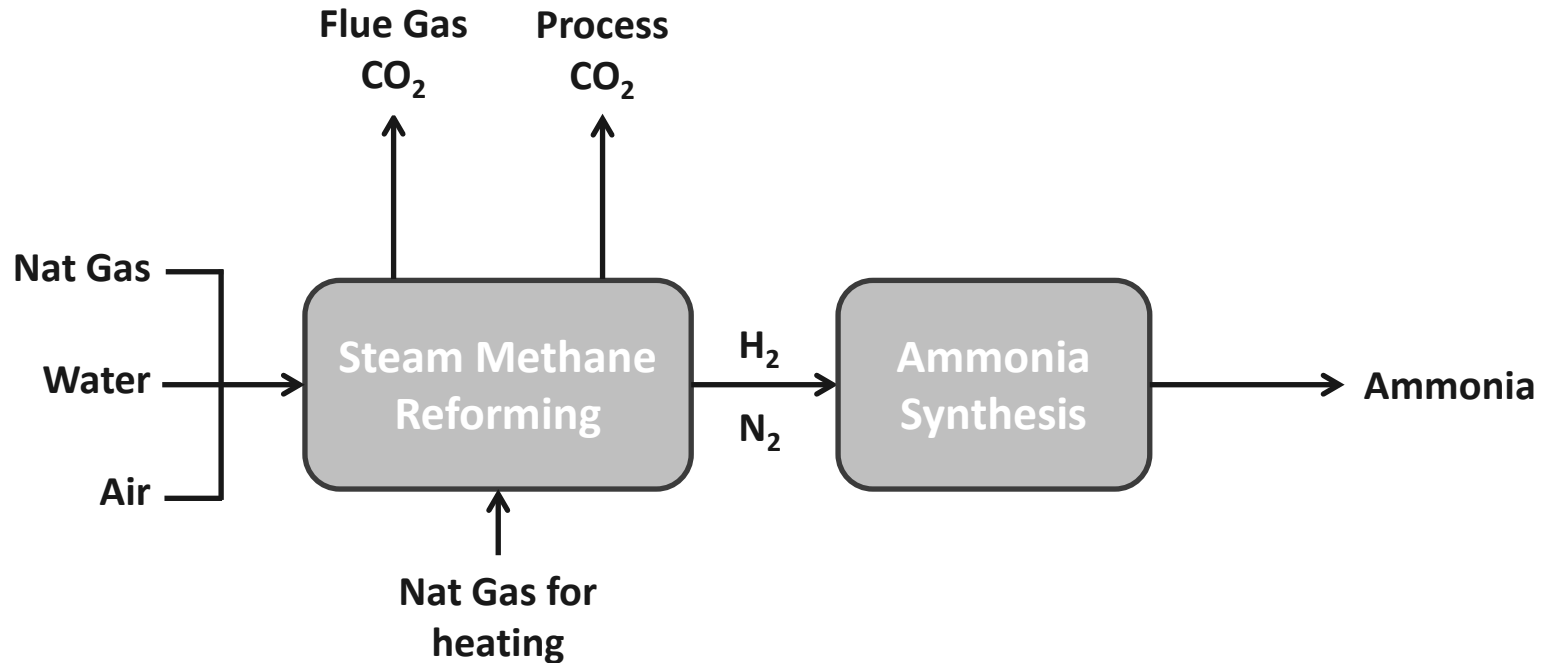 Flue Gas
CO₂
Process
CO₂
Nat Gas
Water
Air
Steam Methane
Reforming
H₂
N₂
Ammonia
Synthesis
Ammonia
Nat Gas for
heating